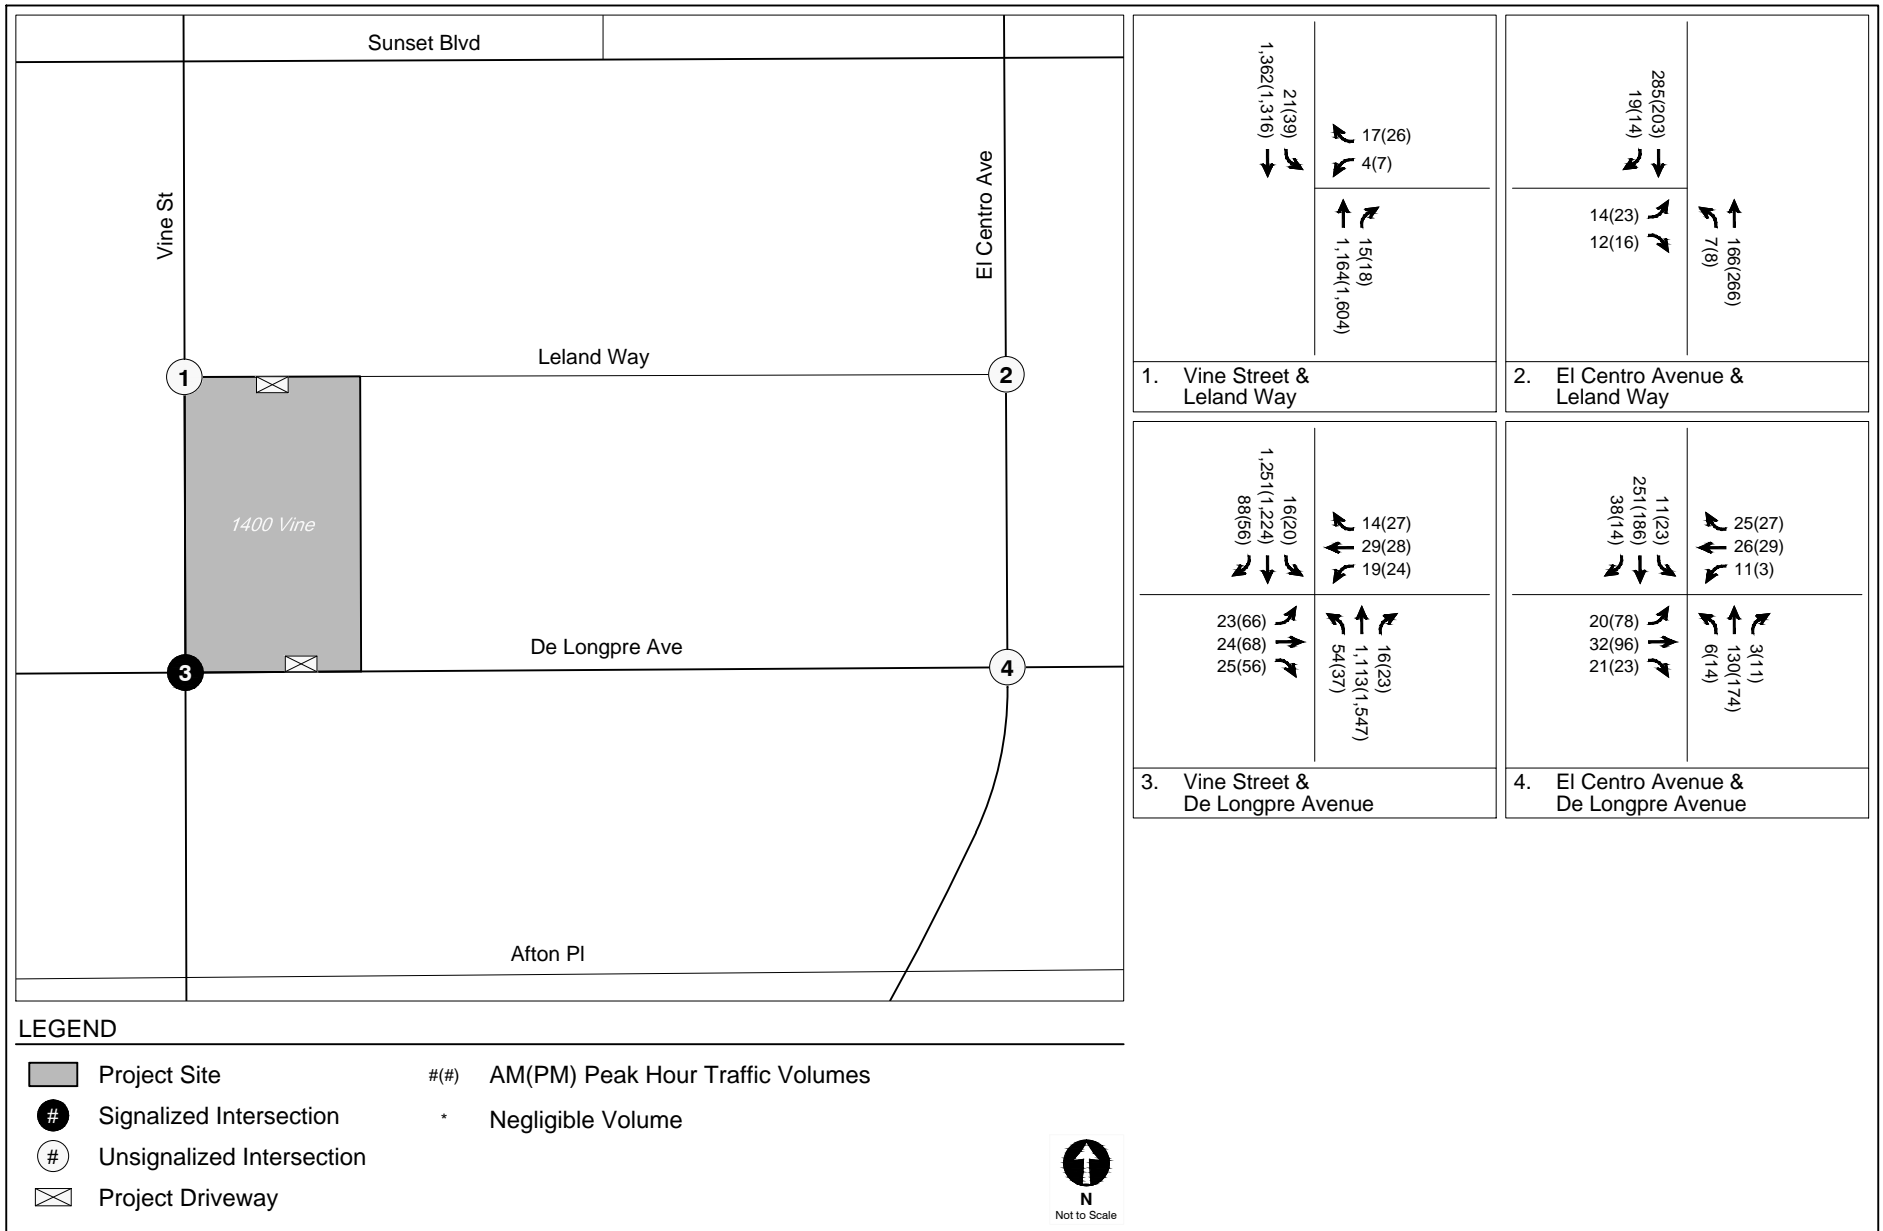 Sunset Blvd
Vine St
El Centro Ave
Leland Way
1
2
1400 Vine
De Longpre Ave
3
4
Afton Pl
1,362(1,316)
21(39)
17(26)
4(7)
1,164(1,604)
15(18)
1. Vine Street &
Leland Way
19(14)
285(203)
14(23)
12(16)
7(8)
166(266)
2. El Centro Avenue &
Leland Way
88(56)
1,251(1,224)
16(20)
14(27)
29(28)
19(24)
23(66)
24(68)
25(56)
54(37)
1,113(1,547)
16(23)
3. Vine Street &
De Longpre Avenue
38(14)
251(186)
11(23)
25(27)
26(29)
11(3)
20(78)
32(96)
21(23)
6(14)
130(174)
3(11)
4. El Centro Avenue &
De Longpre Avenue
LEGEND
Project Site
# Signalized Intersection
# Unsignalized Intersection
Project Driveway
#(#) AM(PM) Peak Hour Traffic Volumes
* Negligible Volume
N
Not to Scale